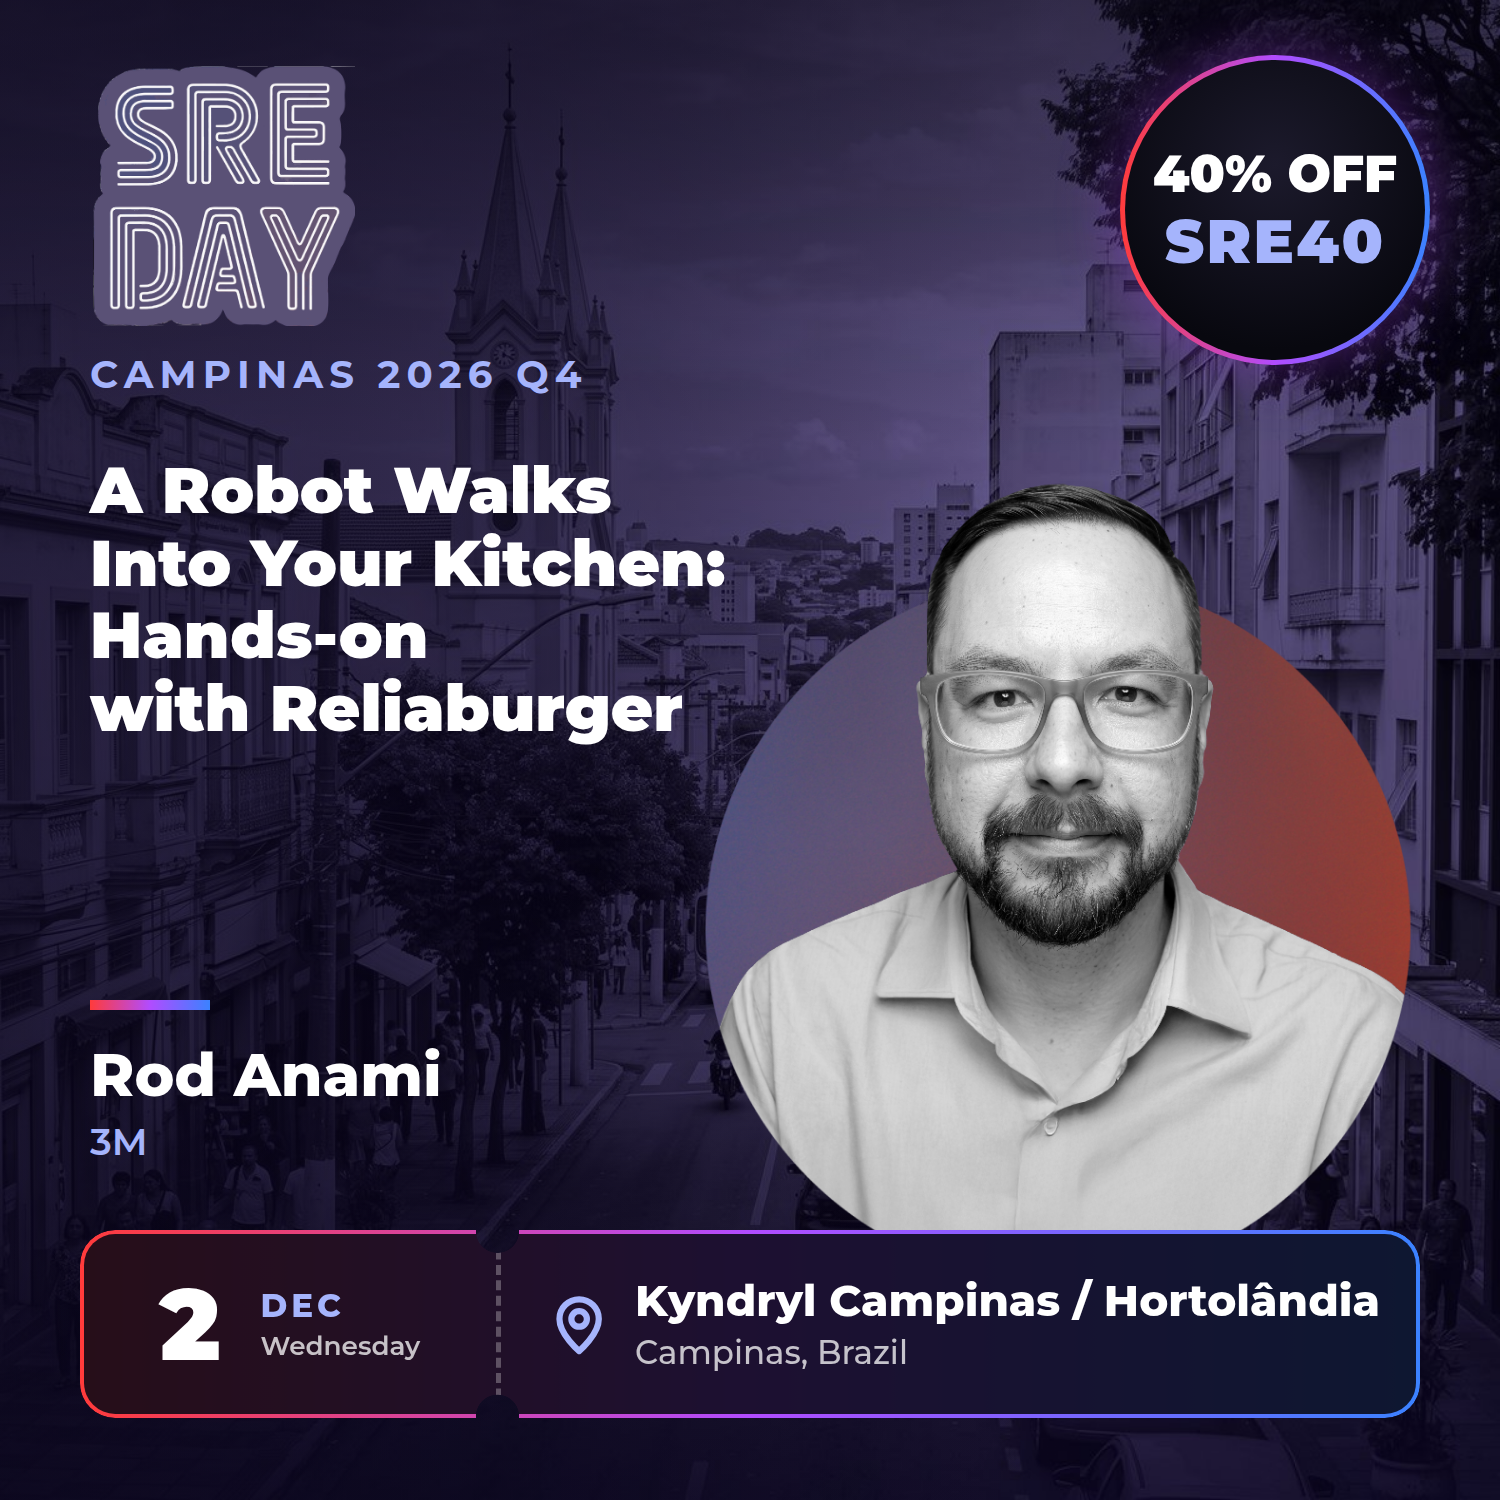 SRE
DAY
40% OFF
SRE40
CAMPINAS 2026 Q4
A Robot Walks
Into Your Kitchen:
Hands-on
with Reliaburger
Rod Anami
3M
2
DEC
Wednesday
Kyndryl Campinas / Hortolândia
Campinas, Brazil